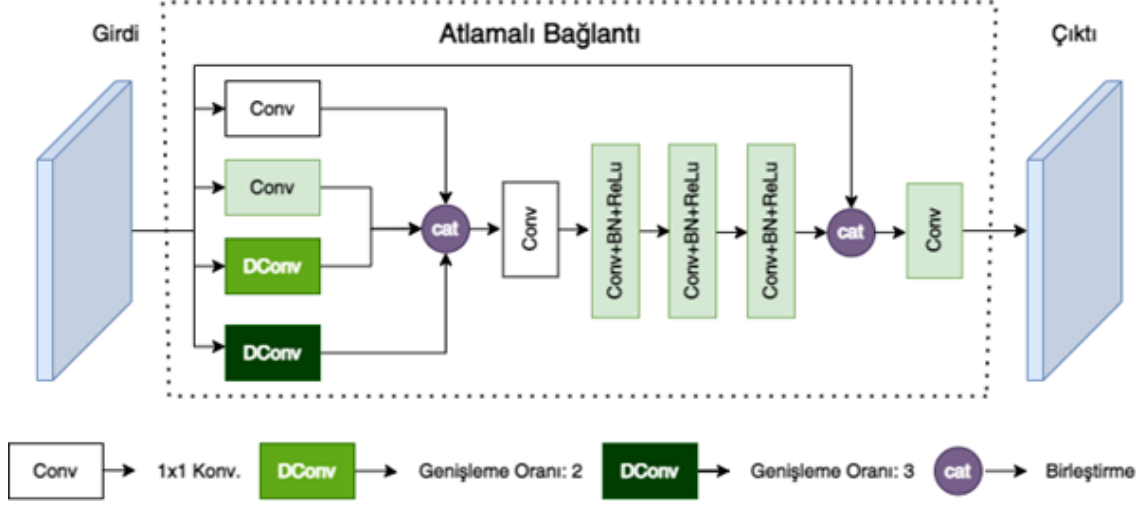 Girdi
Atlamalı Bağlantı
Çıktı
Conv
Conv
DConv
DConv
cat
Conv
Conv+BN+ReLu
Conv+BN+ReLu
Conv+BN+ReLu
cat
Conv
Conv
1x1 Konv.
DConv
Genişleme Oranı: 2
DConv
Genişleme Oranı: 3
cat
Birleştirme